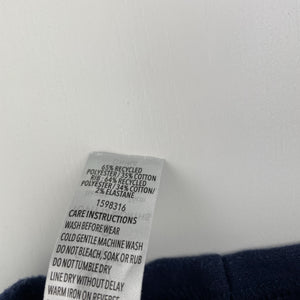 65% RECYCLED
POLYESTER/35% COTTON
RIB: 64% RECYCLED
POLYESTER/34% COTTON/
2% ELASTANE
1598316
CARE INSTRUCTIONS
WASH BEFORE WEAR
COLD GENTLE MACHINE WASH
DO NOT BLEACH, SOAK OR RUB
DO NOT TUMBLE DRY
LINE DRY WITHOUT DELAY
WARM IRON ON REVERSE